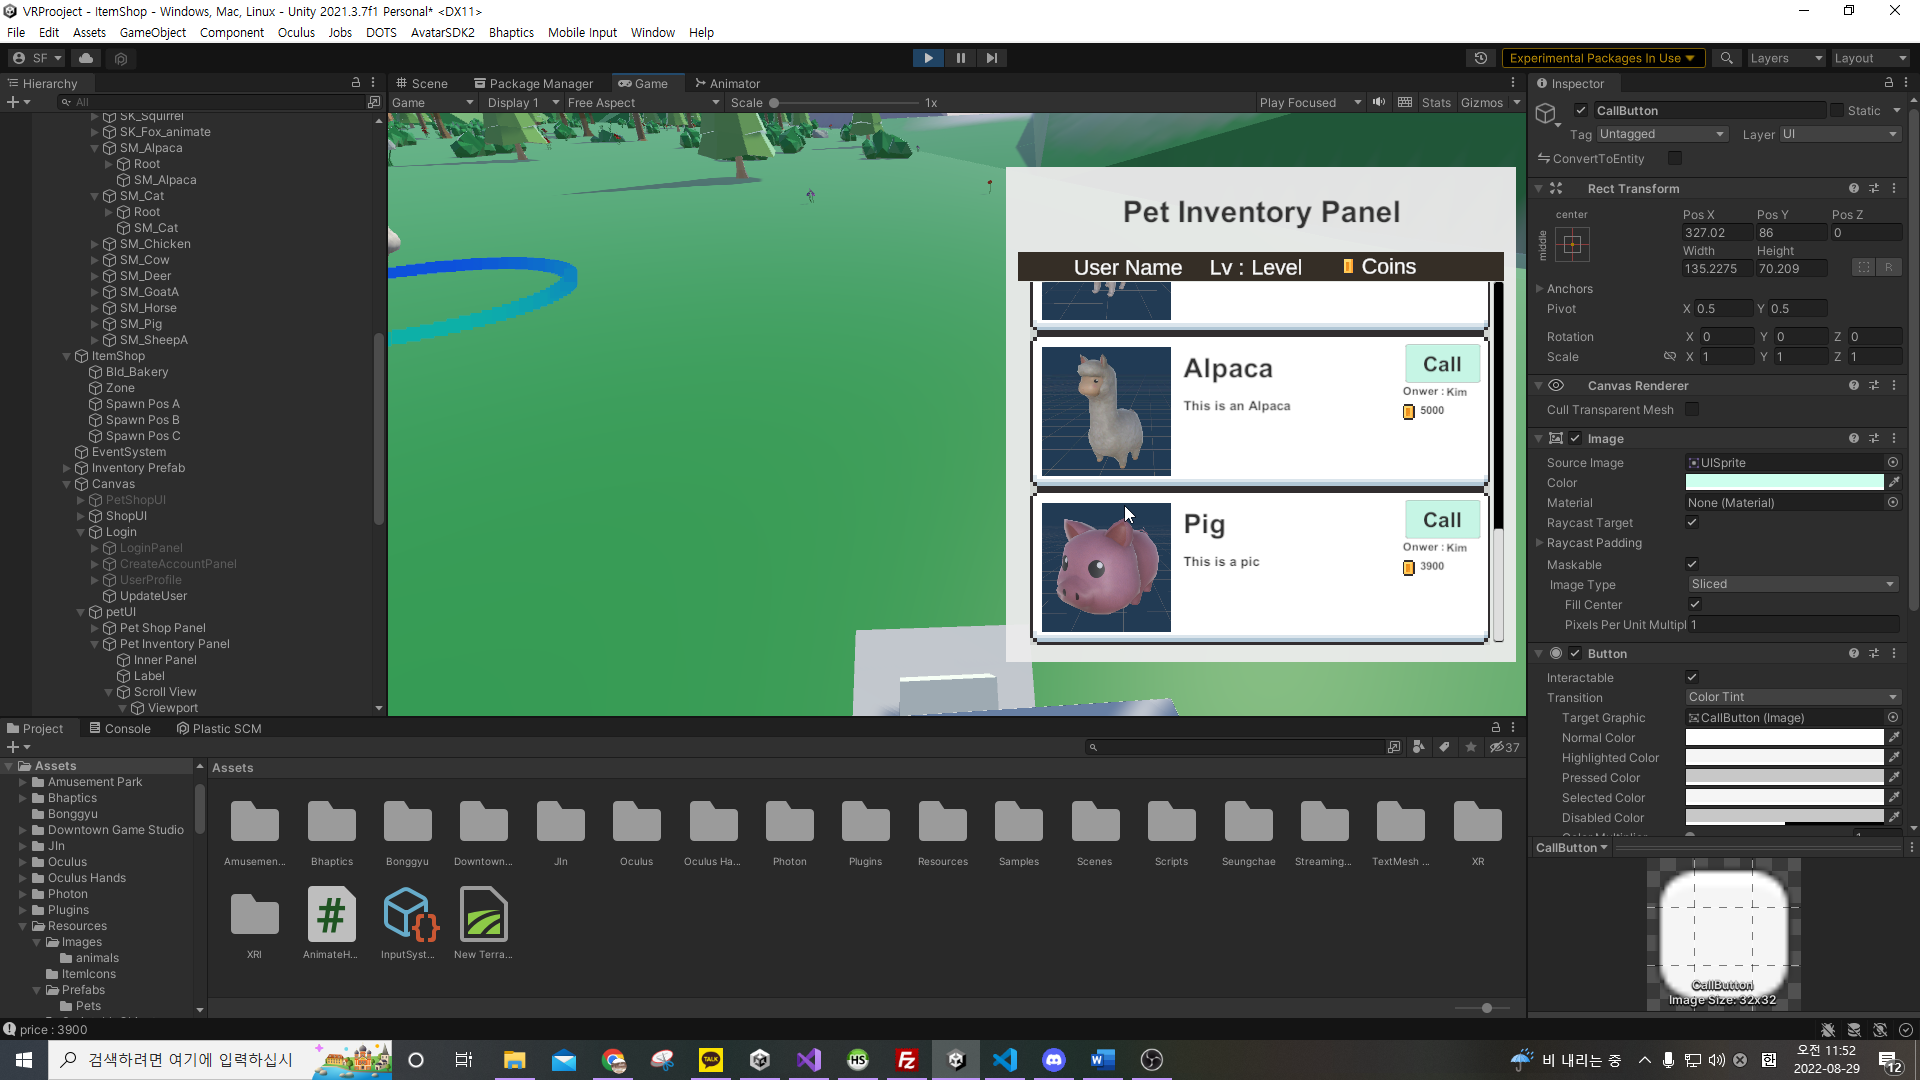 VRProoject - ItemShop - Windows, Mac, Linux - Unity 2021.3.7f1 Personal* <DX11>
File Edit Assets GameObject Component Oculus Jobs DOTS AvatarSDK2 Bhaptics Mobile Input Window Help
SF Experimental Packages In Use Layers Layout
Hierarchy
All
SK_Squirrel
SK_Fox_animate
SM_Alpaca
Root
SM_Alpaca
SM_Cat
Root
SM_Cat
SM_Chicken
SM_Cow
SM_Deer
SM_GoatA
SM_Horse
SM_Pig
SM_SheepA
ItemShop
Bld_Bakery
Zone
Spawn Pos A
Spawn Pos B
Spawn Pos C
EventSystem
Inventory Prefab
Canvas
PetShopUI
ShopUI
Login
LoginPanel
CreateAccountPanel
UserProfile
UpdateUser
petUI
Pet Shop Panel
Pet Inventory Panel
Inner Panel
Label
Scroll View
Viewport
Scene Package Manager Game Animator
Game Display 1 Free Aspect Scale 1x Play Focused Stats Gizmos
Pet Inventory Panel
User Name Lv : Level Coins
Alpaca
Call
This is an Alpaca
Onwer : Kim
5000
Pig
Call
This is a pic
Onwer : Kim
3900
Inspector
CallButton Static
Tag Untagged Layer UI
ConvertToEntity
Rect Transform
center
middle
Pos X Pos Y Pos Z
327.02 86 0
Width Height
135.2275 70.209
R
Anchors
Pivot X 0.5 Y 0.5
Rotation X 0 Y 0 Z 0
Scale X 1 Y 1 Z 1
Canvas Renderer
Cull Transparent Mesh
Image
Source Image UISprite
Color
Material None (Material)
Raycast Target
Raycast Padding
Maskable
Image Type Sliced
Fill Center
Pixels Per Unit Multipl 1
Button
Interactable
Transition Color Tint
Target Graphic CallButton (Image)
Normal Color
Highlighted Color
Pressed Color
Selected Color
Disabled Color
CallButton
CallButton
Image Size: 32x32
Project Console Plastic SCM
37
Assets
Amusement Park
Bhaptics
Bonggyu
Downtown Game Studio
JIn
Oculus
Oculus Hands
Photon
Plugins
Resources
Images
animals
ItemIcons
Prefabs
Pets
Assets
Amusemen... Bhaptics Bonggyu Downtown... JIn Oculus Oculus Ha... Photon Plugins Resources Samples Scenes Scripts Seungchae Streaming... TextMesh ... XR
XRI AnimateH... InputSyst... New Terra...
price : 3900
검색하려면 여기에 입력하십시
TALK
HS
비 내리는 중
오전 11:52
2022-08-29
12